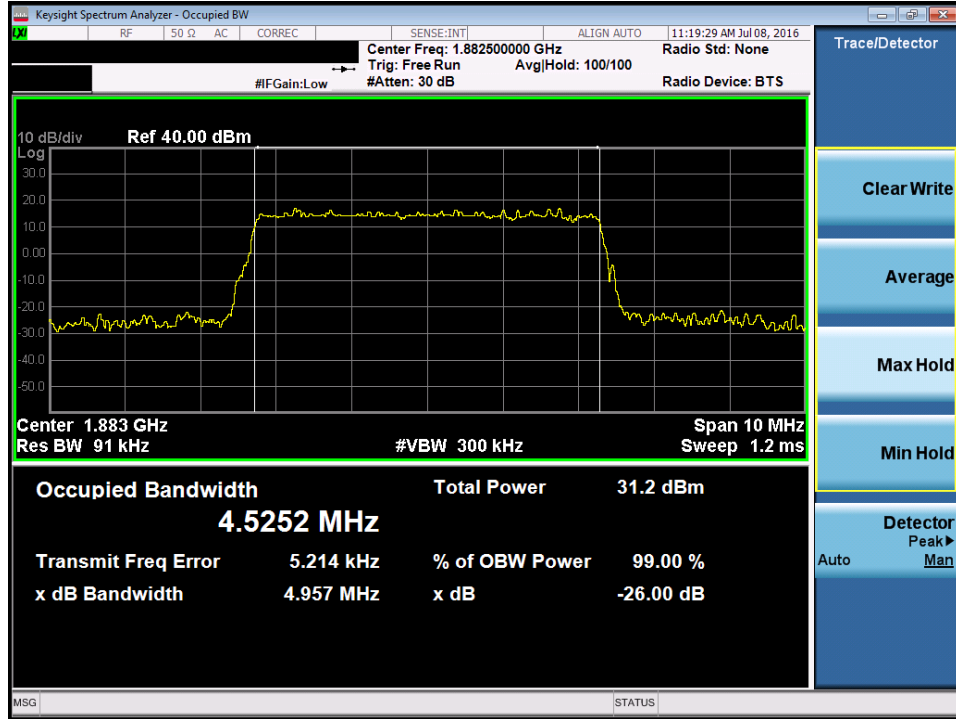 Keysight Spectrum Analyzer - Occupied BW
LXI RF 50 Ω AC CORREC SENSE:INT ALIGN AUTO 11:19:29 AM Jul 08, 2016
Center Freq: 1.882500000 GHz Radio Std: None
Trig: Free Run Avg|Hold: 100/100
#IFGain:Low #Atten: 30 dB Radio Device: BTS
10 dB/div Ref 40.00 dBm
Log
30.0
20.0
10.0
0.00
-10.0
-20.0
-30.0
-40.0
-50.0
Center 1.883 GHz Span 10 MHz
Res BW 91 kHz #VBW 300 kHz Sweep 1.2 ms
Occupied Bandwidth Total Power 31.2 dBm
4.5252 MHz
Transmit Freq Error 5.214 kHz % of OBW Power 99.00 %
x dB Bandwidth 4.957 MHz x dB -26.00 dB
MSG STATUS
Trace/Detector
Clear Write
Average
Max Hold
Min Hold
Detector
Peak▶
Auto Man